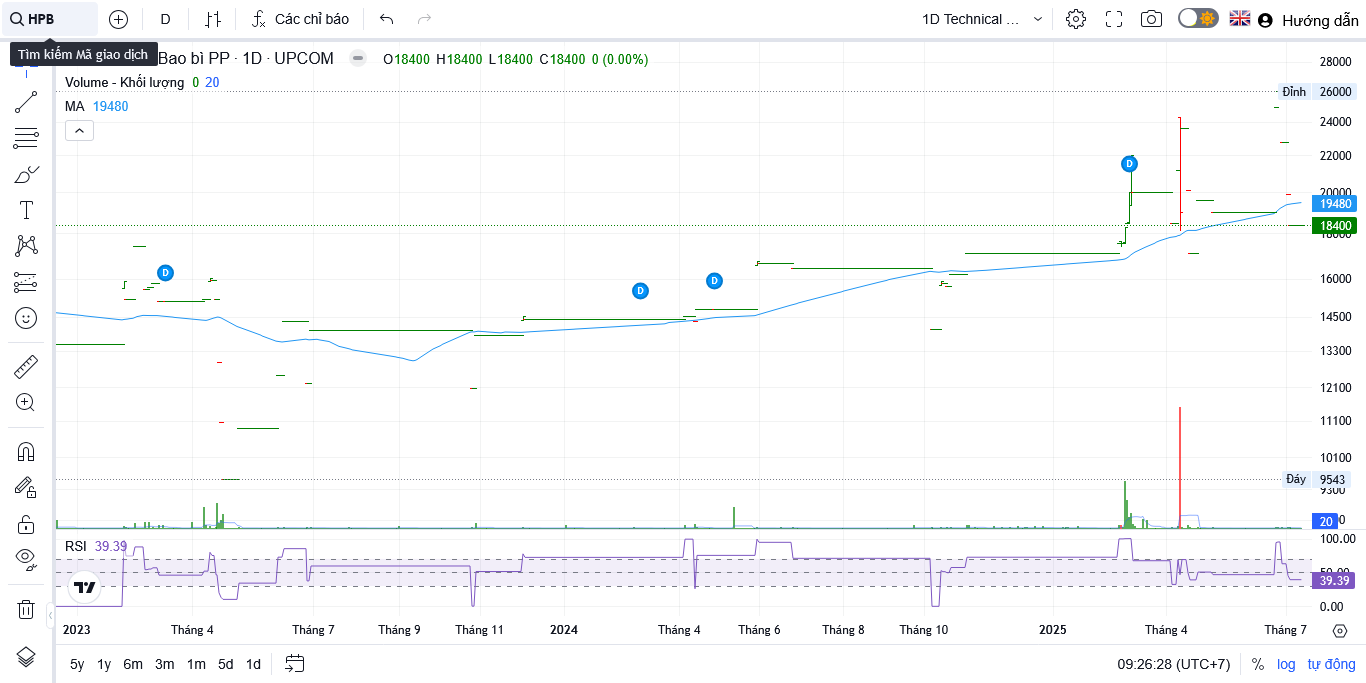 HPB D Các chỉ báo 1D Technical ... Hướng dẫn
Tìm kiếm Mã giao dịch
Bao bì PP · 1D · UPCOM O18400 H18400 L18400 C18400 0 (0.00%)
Volume - Khối lượng 0 20
MA 19480
28000
Đỉnh 26000
24000
22000
20000
19480
18400
18000
16000
14500
13300
12100
11100
10100
Đáy 9543
9300
20
D
D
D
D
RSI 39.39
100.00
50.00
39.39
0.00
2023 Tháng 4 Tháng 7 Tháng 9 Tháng 11 2024 Tháng 4 Tháng 6 Tháng 8 Tháng 10 2025 Tháng 4 Tháng 7
5y 1y 6m 3m 1m 5d 1d 09:26:28 (UTC+7) % log tự động